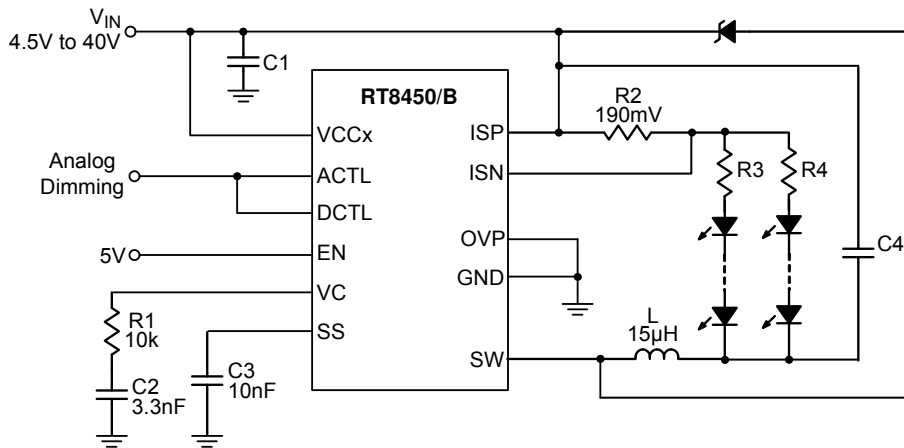 VIN
4.5V to 40V
C1
RT8450/B
R2
190mV
VCCx
ISP
Analog
Dimming
ACTL
ISN
R3
R4
DCTL
5V
EN
OVP
C4
VC
GND
R1
10k
SS
L
15µH
SW
C3
10nF
C2
3.3nF